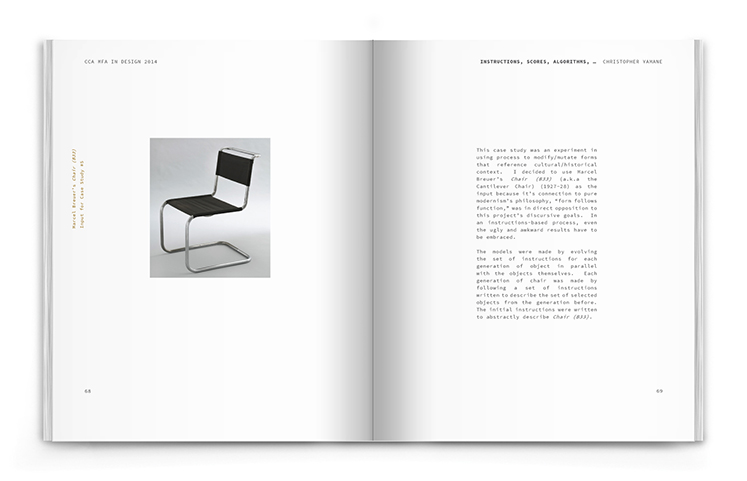 CCA MFA IN DESIGN 2014
Marcel Breuer's Chair (B33)
Input for Case Study #5
68
INSTRUCTIONS, SCORES, ALGORITHMS, … CHRISTOPHER YAMANE
This case study was an experiment in
using process to modify/mutate forms
that reference cultural/historical
context. I decided to use Marcel
Breuer's Chair (B33) (a.k.a the
Cantilever Chair) (1927-28) as the
input because it's connection to pure
modernism's philosophy, "form follows
function," was in direct opposition to
this project's discursive goals. In
an instructions-based process, even
the ugly and awkward results have to
be embraced.
The models were made by evolving
the set of instructions for each
generation of object in parallel
with the objects themselves. Each
generation of chair was made by
following a set of instructions
written to describe the set of selected
objects from the generation before.
The initial instructions were written
to abstractly describe Chair (B33).
69